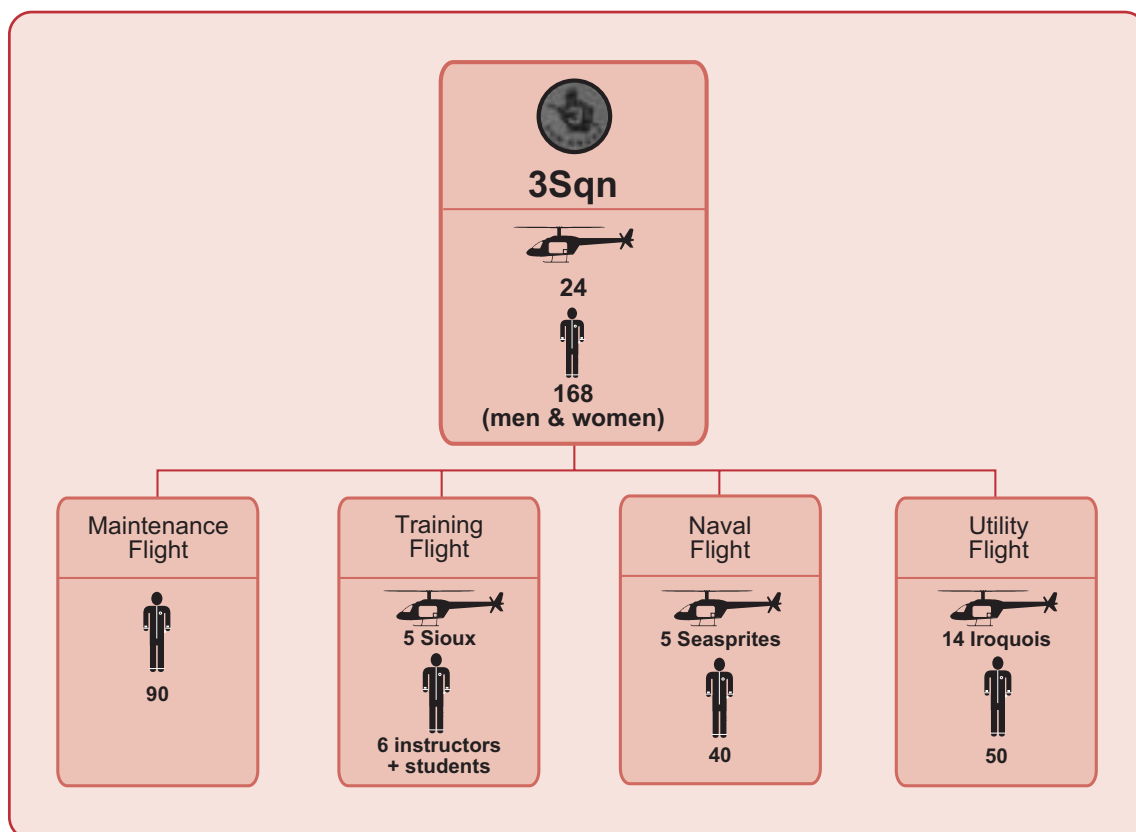 3Sqn
24
168
(men & women)
Maintenance
Flight
90
Training
Flight
5 Sioux
6 instructors
+ students
Naval
Flight
5 Seasprites
40
Utility
Flight
14 Iroquois
50